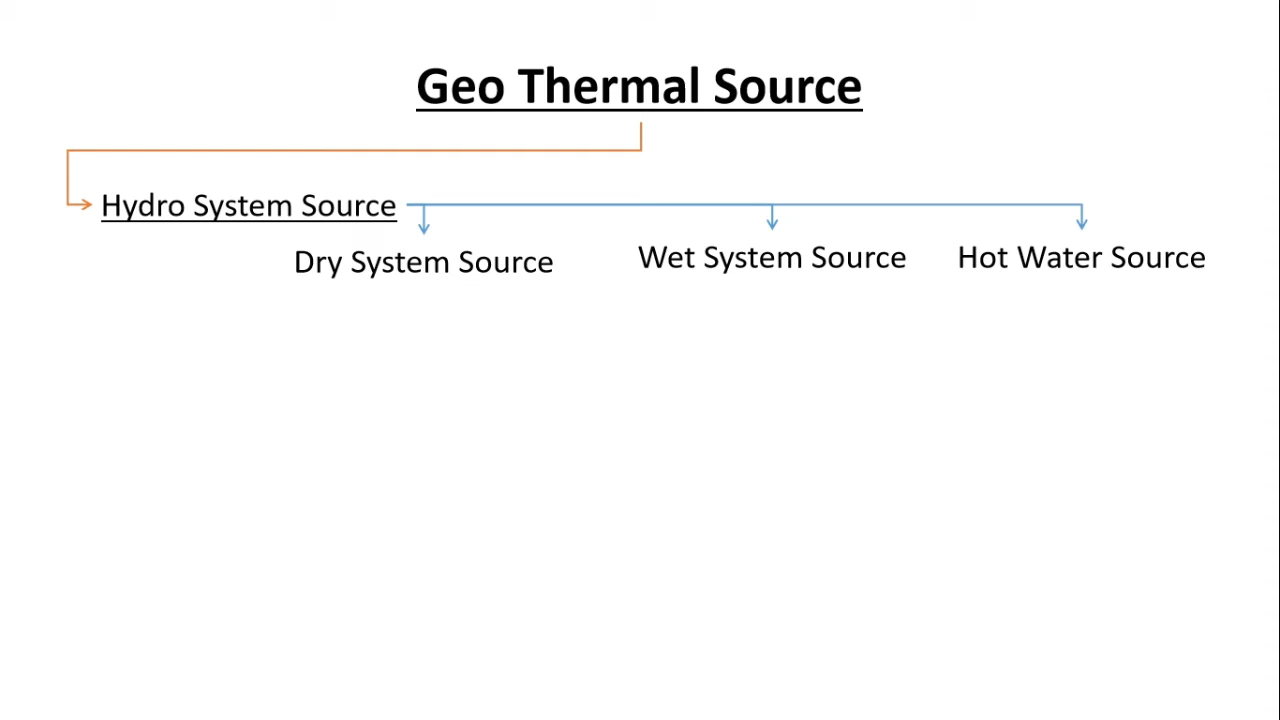 Geo Thermal Source
Hydro System Source
Dry System Source
Wet System Source
Hot Water Source